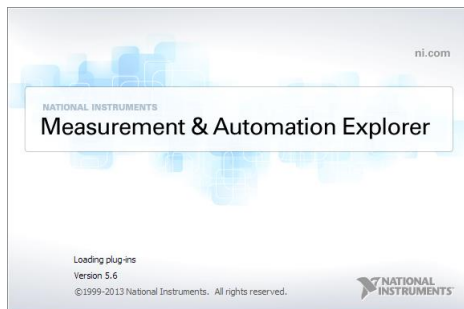 ni.com
NATIONAL INSTRUMENTS
Measurement & Automation Explorer
Loading plug-ins
Version 5.6
©1999-2013 National Instruments. All rights reserved.
NATIONAL
INSTRUMENTS